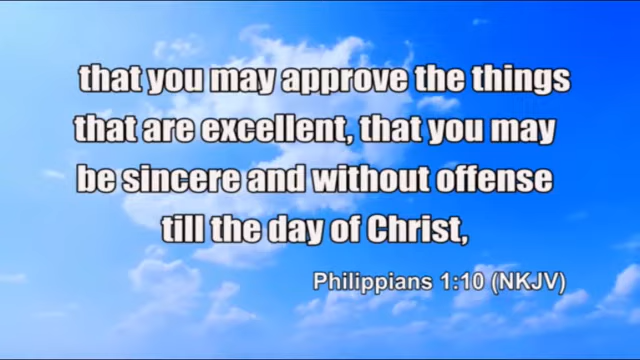 that you may approve the things
that are excellent, that you may
be sincere and without offense
till the day of Christ,
Philippians 1:10 (NKJV)